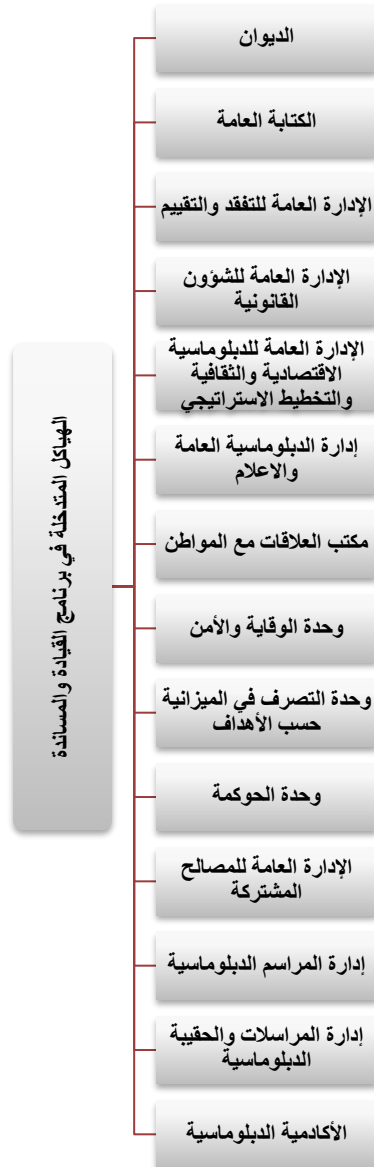 الهياكل المتدخلة في برنامج القيادة والمساندة
الديوان
الكتابة العامة
الإدارة العامة للتفقد والتقييم
الإدارة العامة للشؤون
القانونية
الإدارة العامة للدبلوماسية
الاقتصادية والثقافية
والتخطيط الاستراتيجي
إدارة الدبلوماسية العامة
والاعلام
مكتب العلاقات مع المواطن
وحدة الوقاية والأمن
وحدة التصرف في الميزانية
حسب الأهداف
وحدة الحوكمة
الإدارة العامة للمصالح
المشتركة
إدارة المراسم الدبلوماسية
إدارة المراسلات والحقيبة
الدبلوماسية
الأكادمية الدبلوماسية